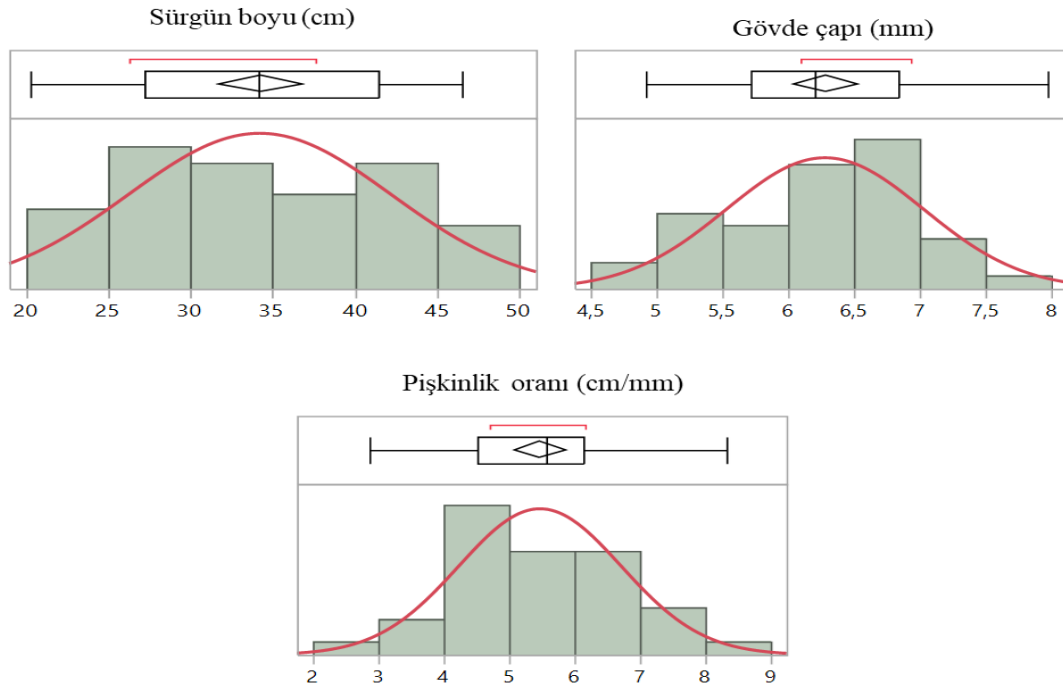 Sürgün boyu (cm)
Gövde çapı (mm)
20 25 30 35 40 45 50
4,5 5 5,5 6 6,5 7 7,5 8
Pişkinlik oranı (cm/mm)
2 3 4 5 6 7 8 9